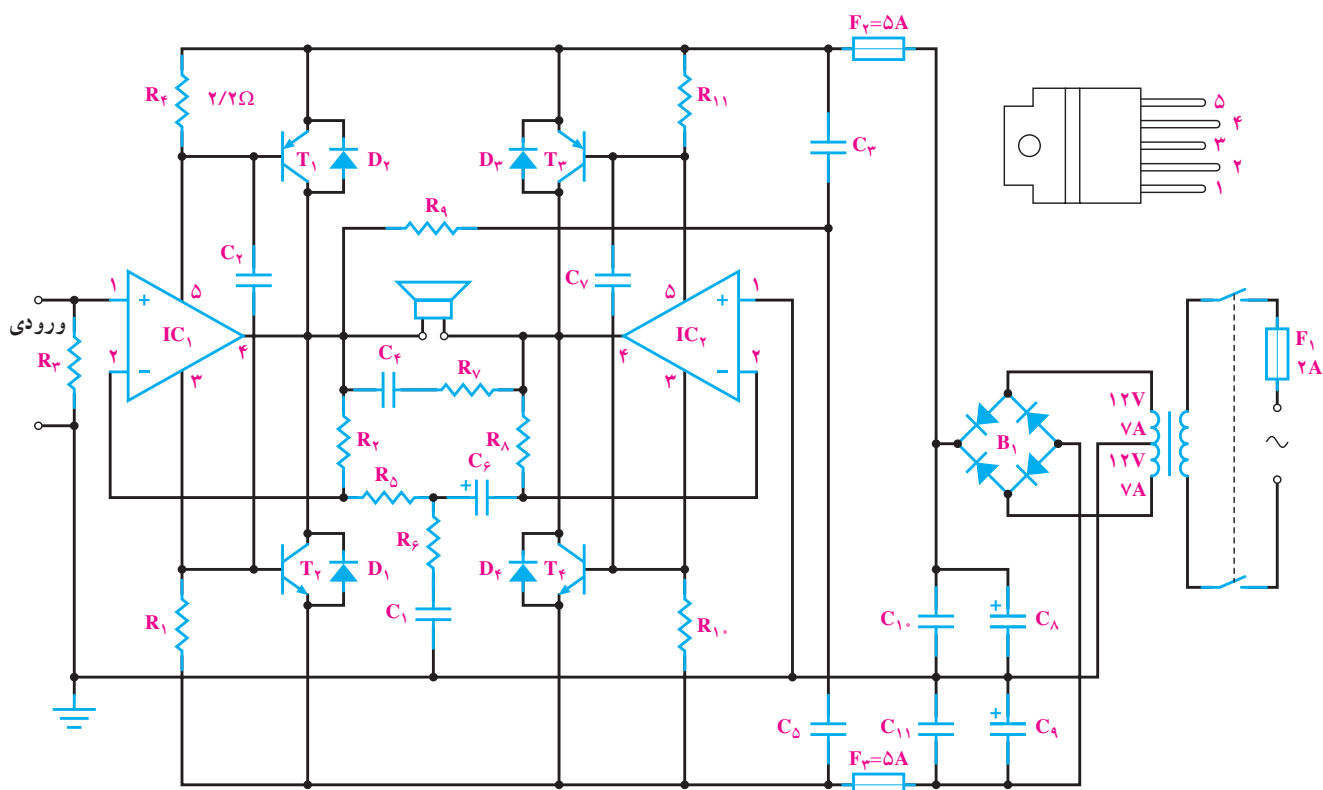 F۲=۵A
R۴
۲/۲Ω
R۱۱
۵
۴
۳
۲
۱
T۱
D۲
D۳
T۳
C۳
R۹
C۲
C۷
۱
+
۵
IC۱
۴
۲
−
۳
ورودی
R۳
۵
۱
+
IC۲
۴
۲
−
۳
F۱
۲A
C۴
R۷
۱۲V
۷A
۱۲V
۷A
B۱
R۲
R۸
R۵
C۶
+
R۶
T۲
D۱
D۴
T۴
C۱
R۱
R۱۰
C۱۰
+
C۸
C۵
C۱۱
+
C۹
F۳=۵A